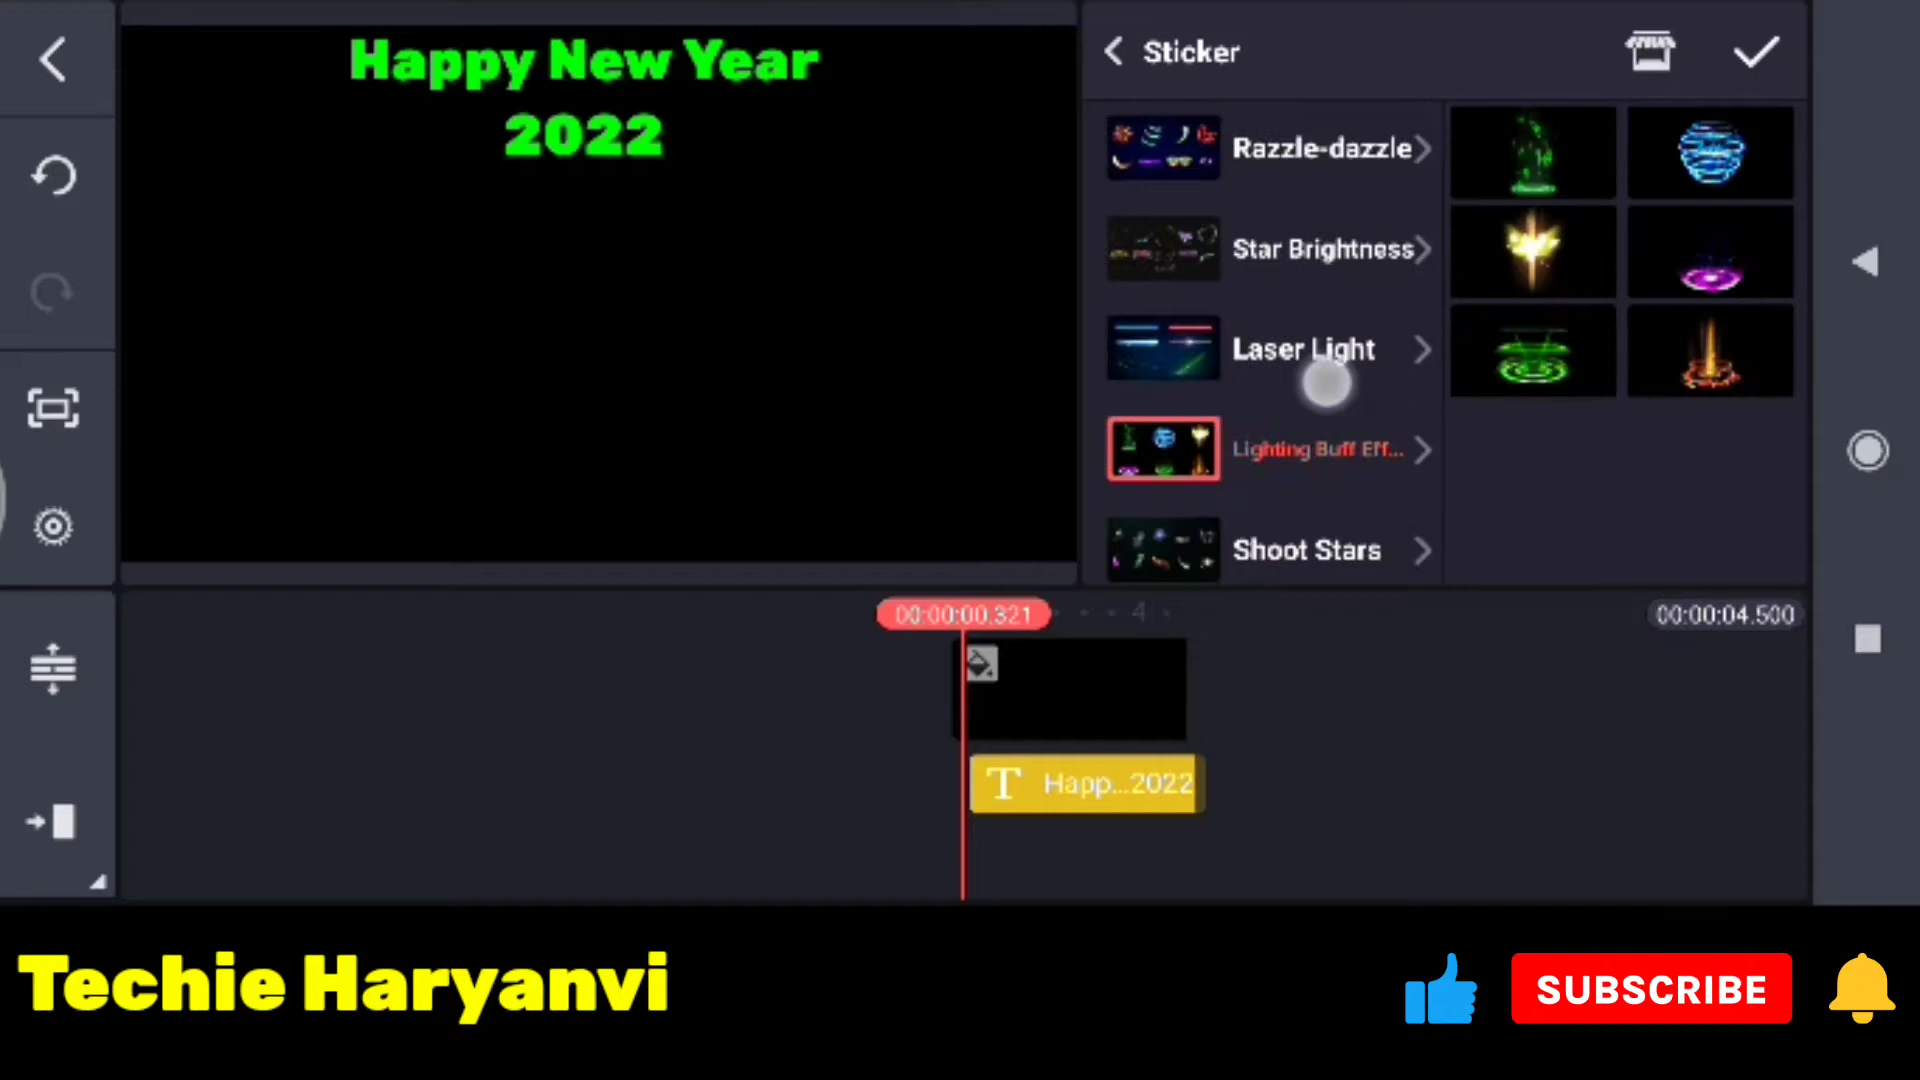 Happy New Year
2022
Sticker
Razzle-dazzle
Star Brightness
Laser Light
Lighting Buff Eff...
Shoot Stars
00:00:00.321
4
00:00:04.500
T Happ...2022
Techie Haryanvi
SUBSCRIBE